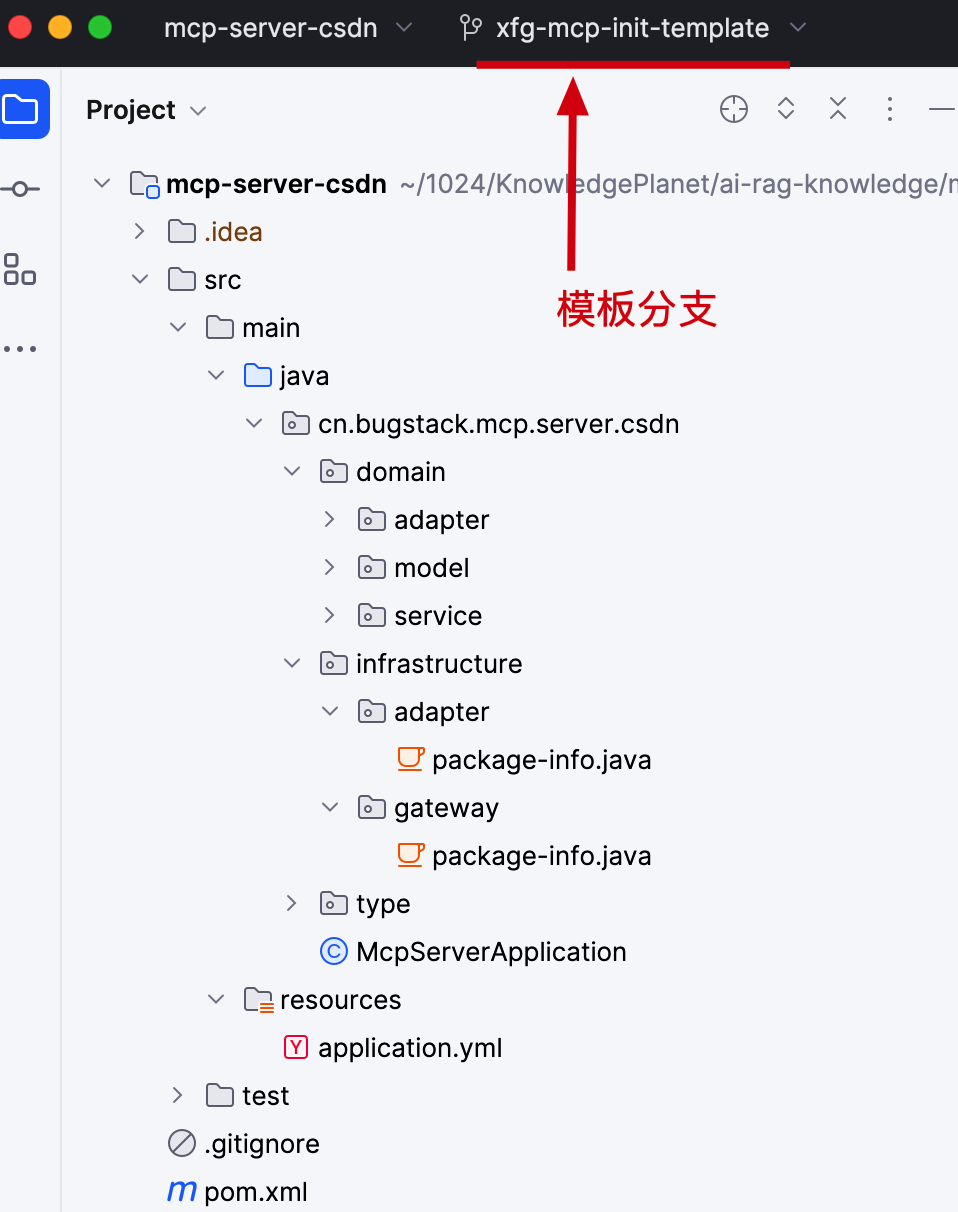 mcp-server-csdn xfg-mcp-init-template
Project
mcp-server-csdn ~/1024/KnowledgePlanet/ai-rag-knowledge/m
.idea
src
模板分支
main
java
cn.bugstack.mcp.server.csdn
domain
adapter
model
service
infrastructure
adapter
package-info.java
gateway
package-info.java
type
C McpServerApplication
resources
Y application.yml
test
.gitignore
m pom.xml